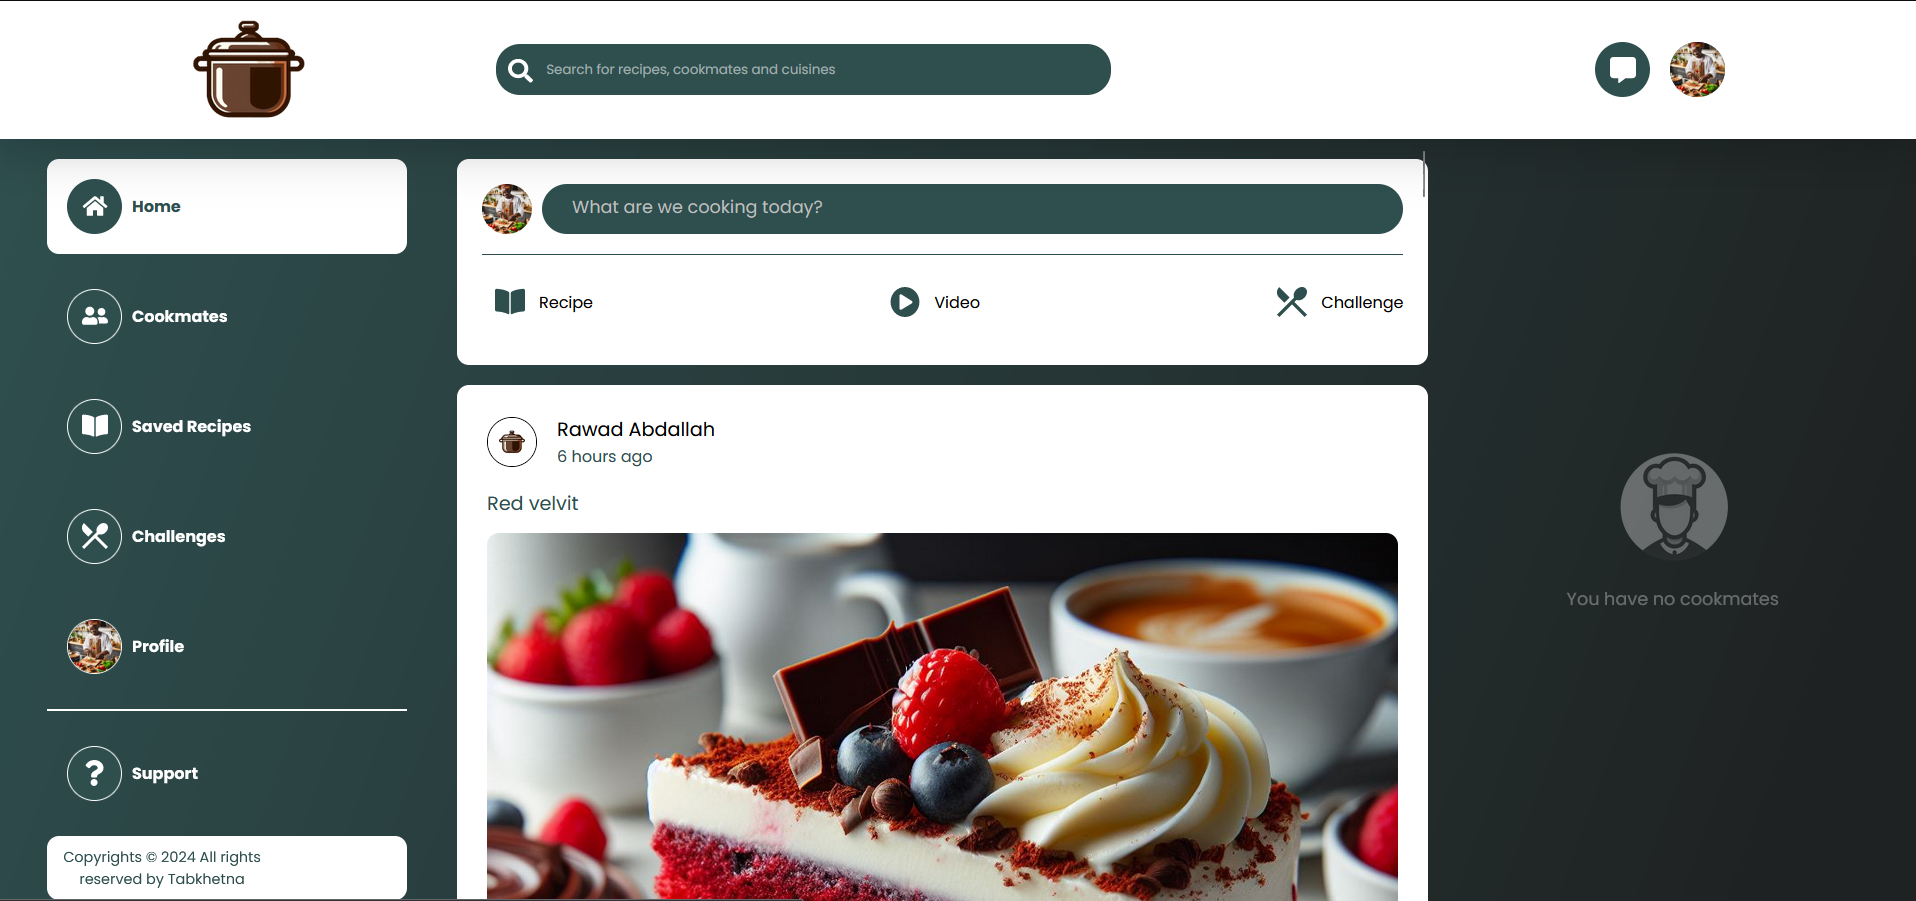 Search for recipes, cookmates and cuisines
Home
Cookmates
Saved Recipes
Challenges
Profile
Support
Copyrights © 2024 All rights
reserved by Tabkhetna
What are we cooking today?
Recipe
Video
Challenge
Rawad Abdallah
6 hours ago
Red velvit
You have no cookmates